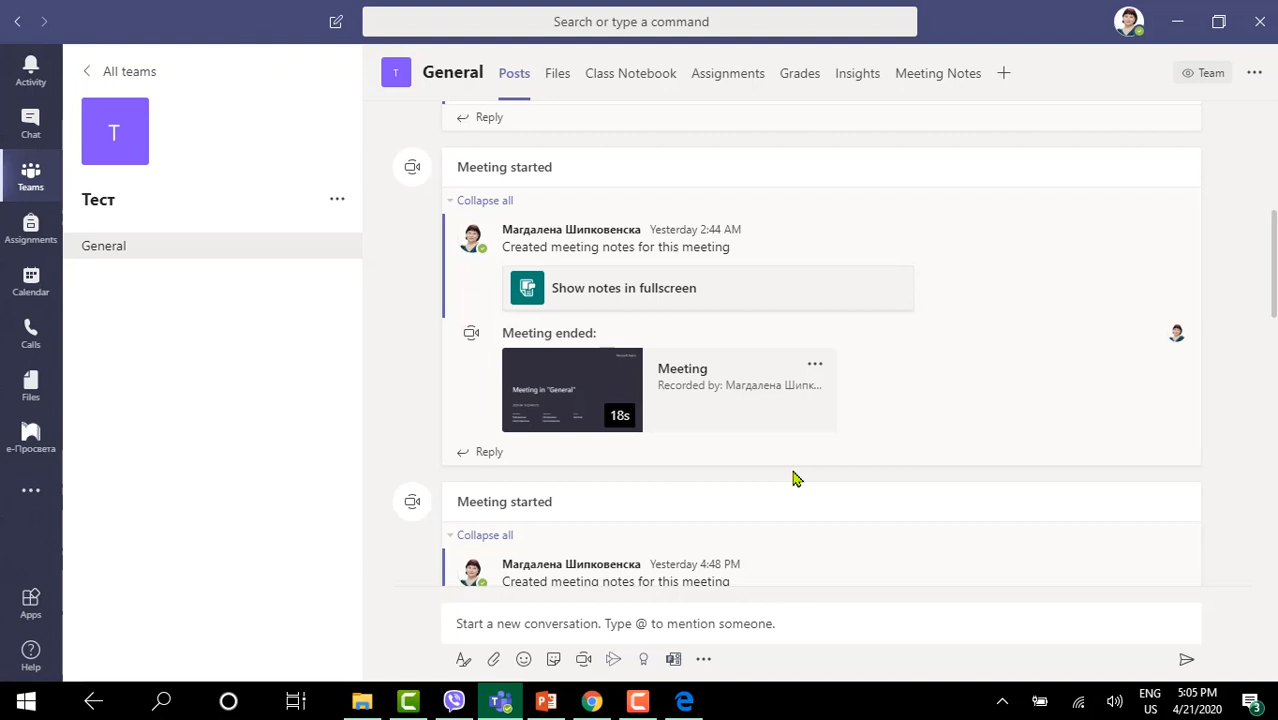 Search or type a command
Activity
Chat
Teams
Assignments
Calendar
Calls
Files
е-Просвета
Apps
Help
All teams
T
Тест
General
T
General
Posts
Files
Class Notebook
Assignments
Grades
Insights
Meeting Notes
Team
Reply
Meeting started
Collapse all
Магдалена Шипковенска Yesterday 2:44 AM
Created meeting notes for this meeting
Show notes in fullscreen
Meeting ended:
Meeting in "General"
18s
Meeting
Recorded by: Магдалена Шипк...
Reply
Meeting started
Collapse all
Магдалена Шипковенска Yesterday 4:48 PM
Created meeting notes for this meeting
Start a new conversation. Type @ to mention someone.
ENG
US
5:05 PM
4/21/2020
3